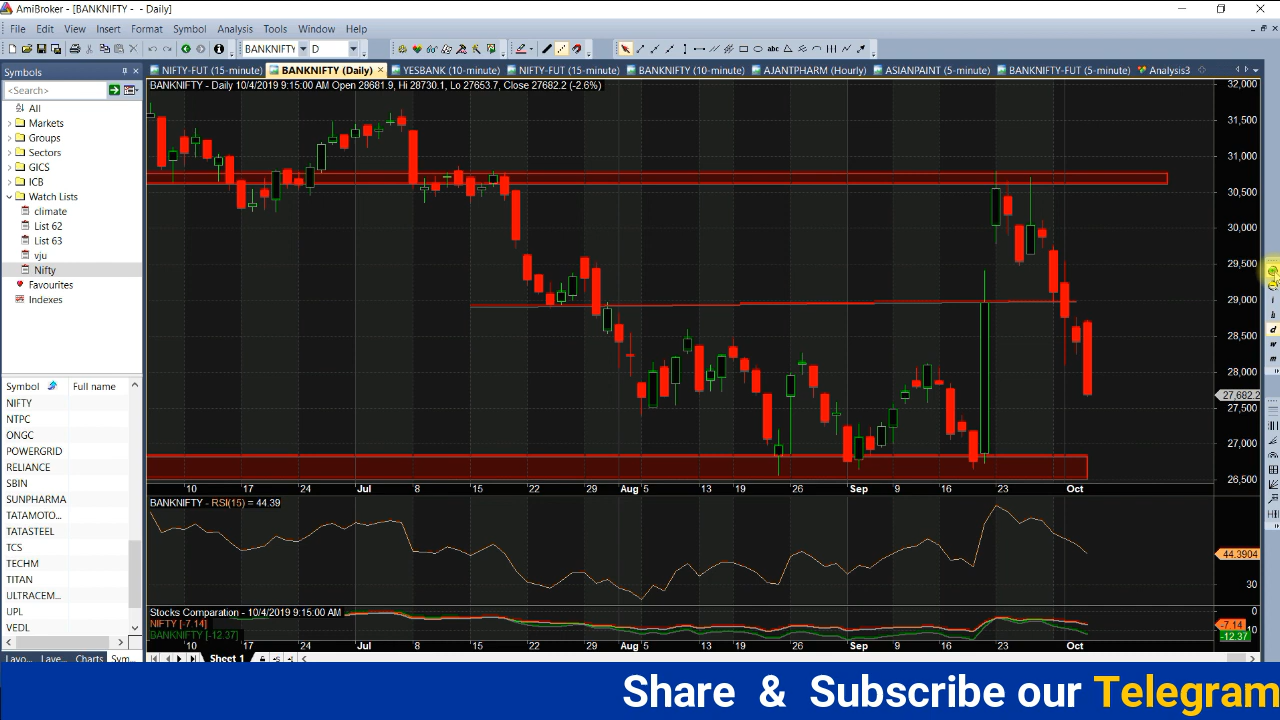 AmiBroker - [BANKNIFTY - - Daily]
File Edit View Insert Format Symbol Analysis Tools Window Help
BANKNIFTY D
Symbols
NIFTY-FUT (15-minute) BANKNIFTY (Daily) YESBANK (10-minute) NIFTY-FUT (15-minute) BANKNIFTY (10-minute) AJANTPHARM (Hourly) ASIANPAINT (5-minute) BANKNIFTY-FUT (5-minute) Analysis3
<Search>
BANKNIFTY - Daily 10/4/2019 9:15:00 AM Open 28681.9, Hi 28730.1, Lo 27653.7, Close 27682.2 (-2.6%)
All
Markets
Groups
Sectors
GICS
ICB
Watch Lists
climate
List 62
List 63
vju
Nifty
Favourites
Indexes
32,000
31,500
31,000
30,500
30,000
29,500
29,000
28,500
28,000
27,682.2
27,500
27,000
26,500
i
h
d
w
m
10 17 24 Jul 8 15 22 29 Aug 5 13 19 26 Sep 9 16 23 Oct
Symbol Full name
NIFTY
NTPC
ONGC
POWERGRID
RELIANCE
SBIN
SUNPHARMA
TATAMOTO...
TATASTEEL
TCS
TECHM
TITAN
ULTRACEM...
UPL
VEDL
BANKNIFTY - RSI(15) = 44.39
44.3904
30
Stocks Comparation - 10/4/2019 9:15:00 AM
NIFTY [-7.14]
BANKNIFTY [-12.37]
0
-7.14
-10
-12.37
17 24 Jul 8 15 22 29 Aug 5 13 19 26 Sep 9 16 23 Oct
Layo... Laye... Charts Sym...
Sheet 1
Share & Subscribe our Telegram